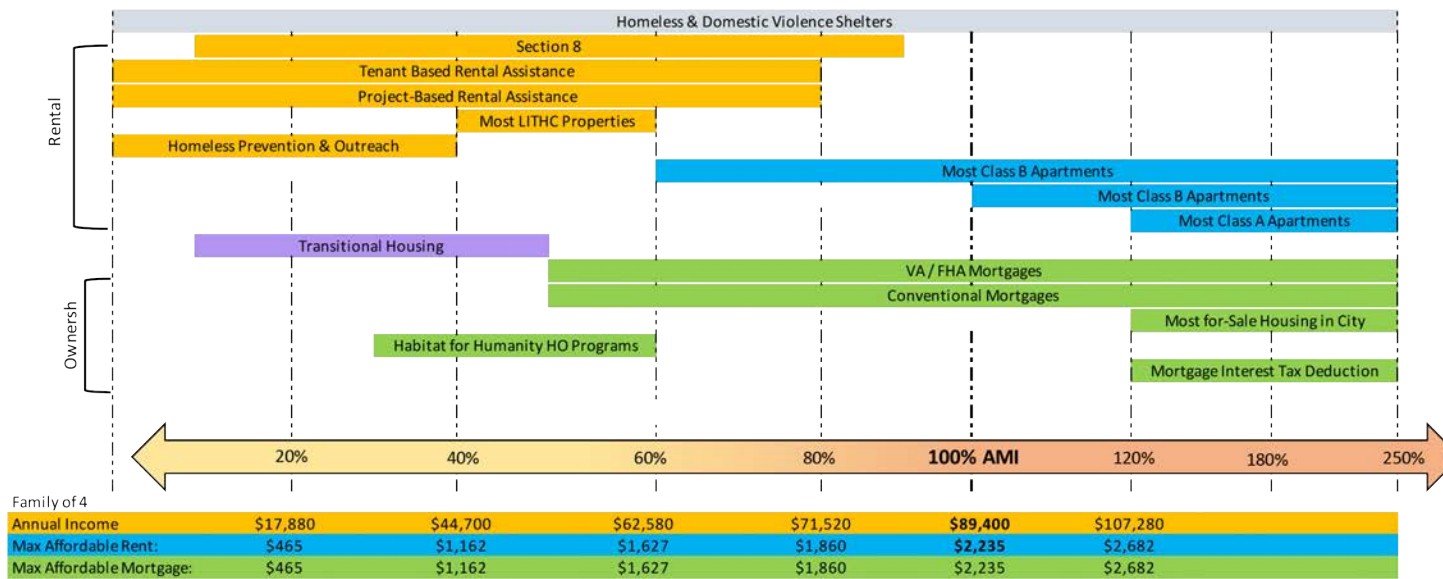 Homeless & Domestic Violence Shelters
Rental
Section 8
Tenant Based Rental Assistance
Project-Based Rental Assistance
Most LITHC Properties
Homeless Prevention & Outreach
Most Class B Apartments
Most Class B Apartments
Most Class A Apartments
Transitional Housing
Ownersh
VA / FHA Mortgages
Conventional Mortgages
Most for-Sale Housing in City
Habitat for Humanity HO Programs
Mortgage Interest Tax Deduction
20% 40% 60% 80% 100% AMI 120% 180% 250%
Family of 4
Annual Income $17,880 $44,700 $62,580 $71,520 $89,400 $107,280
Max Affordable Rent: $465 $1,162 $1,627 $1,860 $2,235 $2,682
Max Affordable Mortgage: $465 $1,162 $1,627 $1,860 $2,235 $2,682